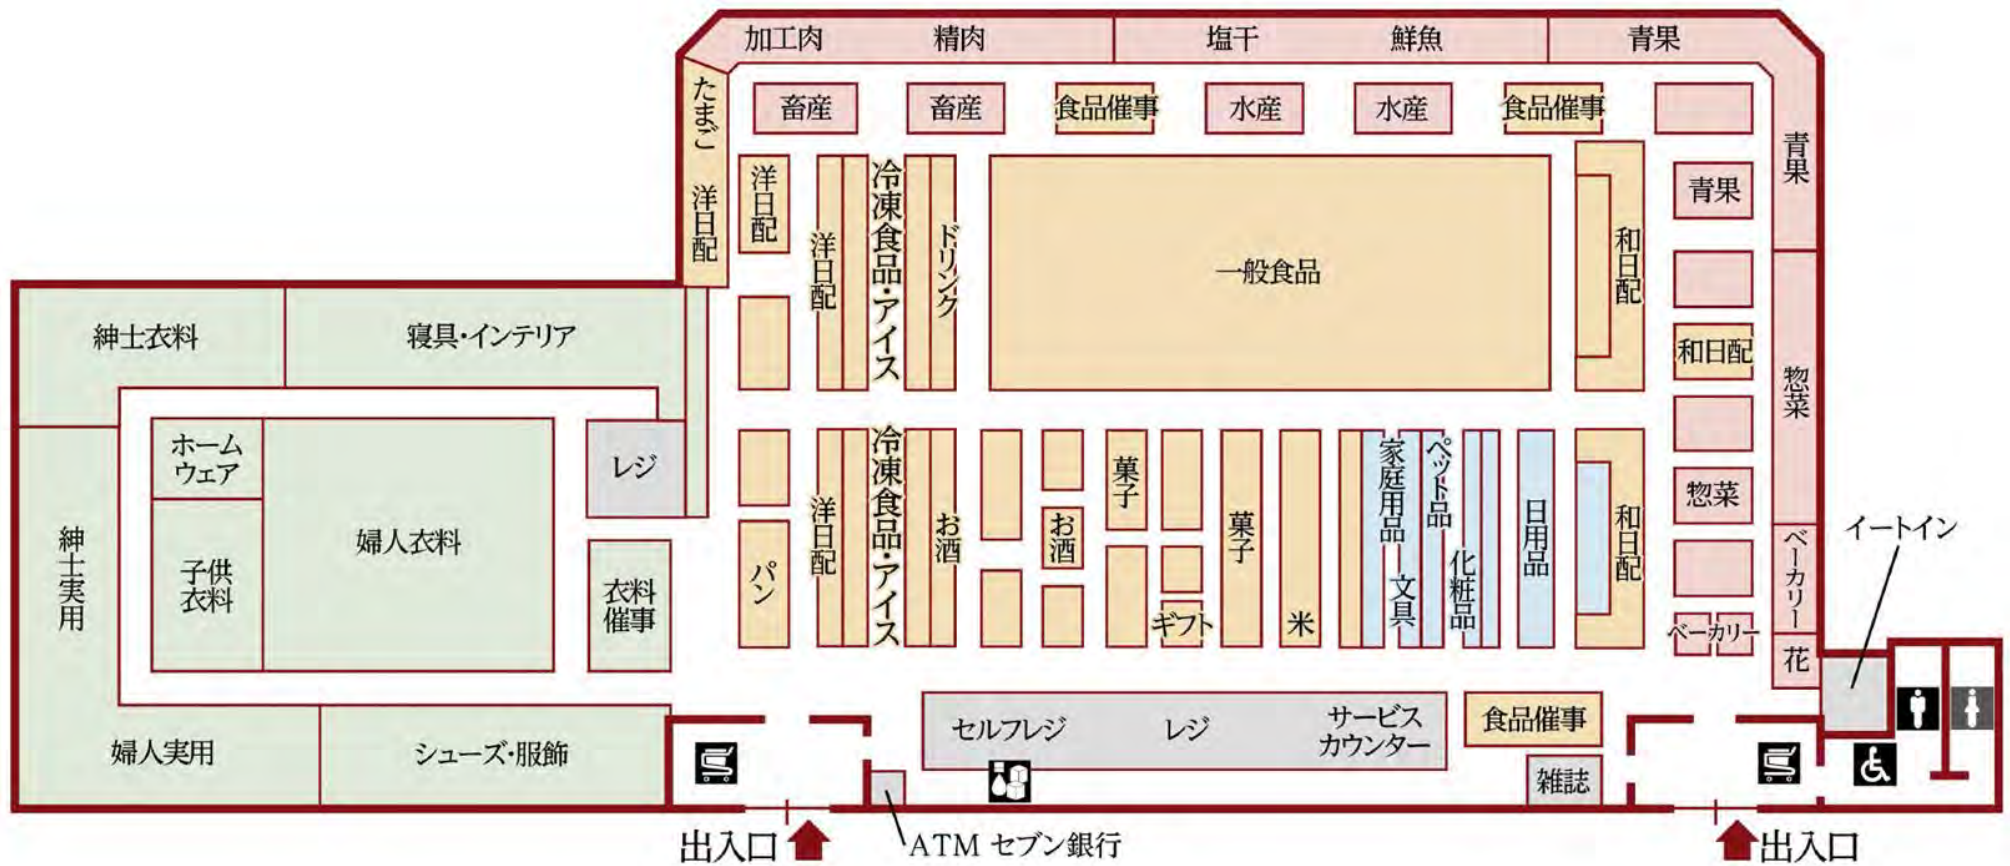 加工肉
精肉
塩干
鮮魚
青果
たまご
洋日配
畜産
畜産
食品催事
水産
水産
食品催事
青果
洋日配
洋日配
冷凍食品・アイス
ドリンク
一般食品
和日配
青果
和日配
惣菜
紳士衣料
寝具・インテリア
ホーム
ウェア
婦人衣料
子供
衣料
紳士実用
レジ
衣料
催事
パン
洋日配
冷凍食品・アイス
お酒
お酒
菓子
ギフト
菓子
米
家庭用品
文具
ペット品
化粧品
日用品
和日配
惣菜
ベーカリー
ベーカリー
花
イートイン
婦人実用
シューズ・服飾
セルフレジ
レジ
サービス
カウンター
食品催事
雑誌
出入口
ATM セブン銀行
出入口